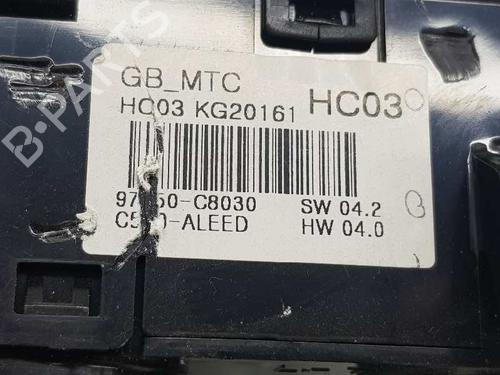 GB_MTC
HC03 KG20161 HC03
SW 04.2
HW 04.0
B-PARTS